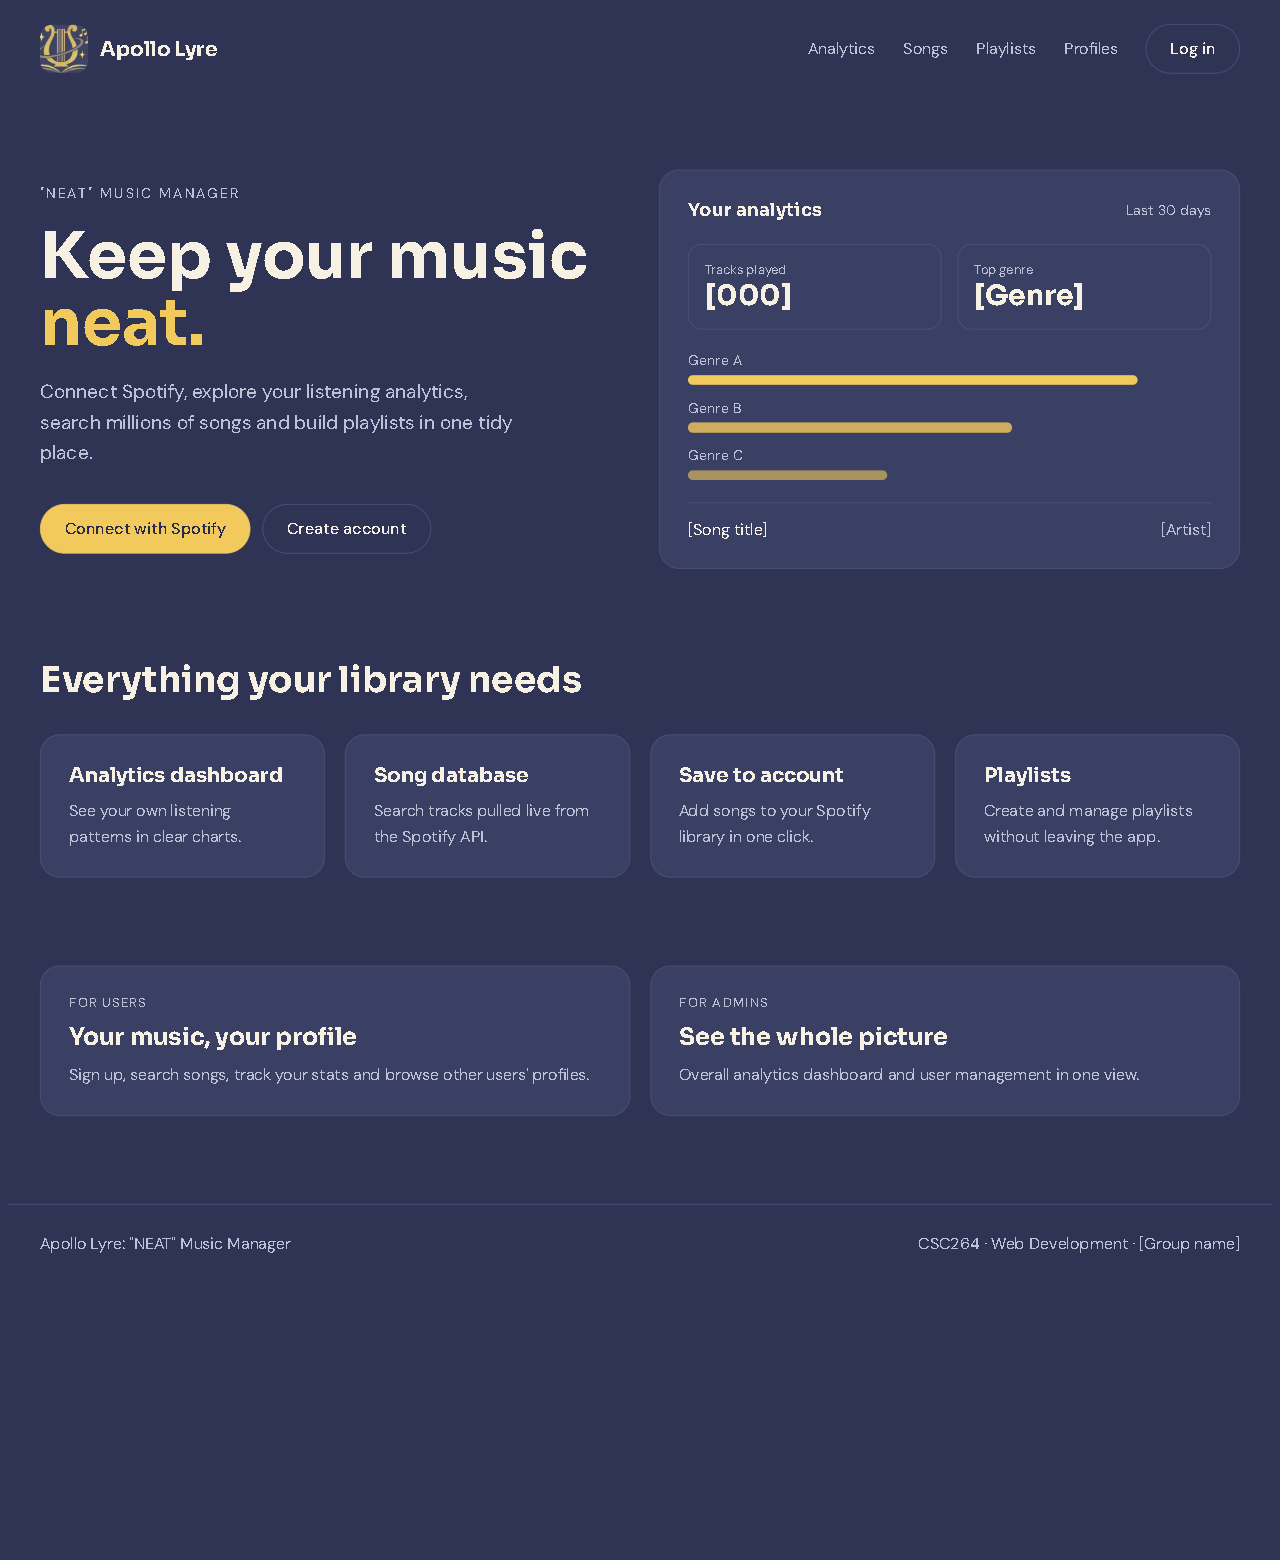 Apollo Lyre
Analytics
Songs
Playlists
Profiles
Log in
"NEAT" MUSIC MANAGER
Keep your music
neat.
Connect Spotify, explore your listening analytics,
search millions of songs and build playlists in one tidy
place.
Connect with Spotify
Create account
Your analytics
Last 30 days
Tracks played
[000]
Top genre
[Genre]
Genre A
Genre B
Genre C
[Song title]
[Artist]
Everything your library needs
Analytics dashboard
See your own listening
patterns in clear charts.
Song database
Search tracks pulled live from
the Spotify API.
Save to account
Add songs to your Spotify
library in one click.
Playlists
Create and manage playlists
without leaving the app.
FOR USERS
Your music, your profile
Sign up, search songs, track your stats and browse other users' profiles.
FOR ADMINS
See the whole picture
Overall analytics dashboard and user management in one view.
Apollo Lyre: "NEAT" Music Manager
CSC264 · Web Development · [Group name]